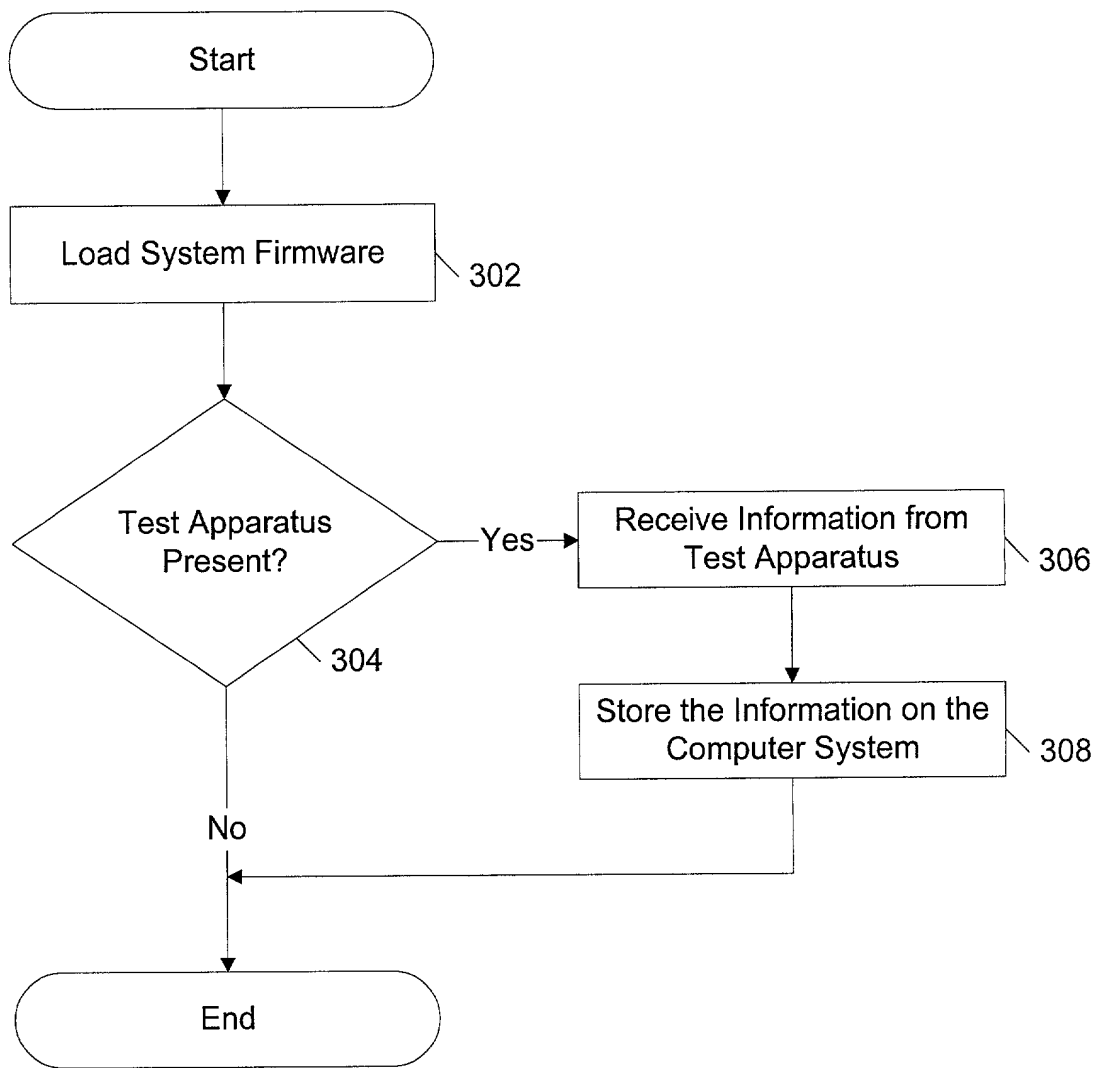 Start
Load System Firmware
302
Test Apparatus
Present?
304
Yes
Receive Information from
Test Apparatus
306
Store the Information on the
Computer System
308
No
End